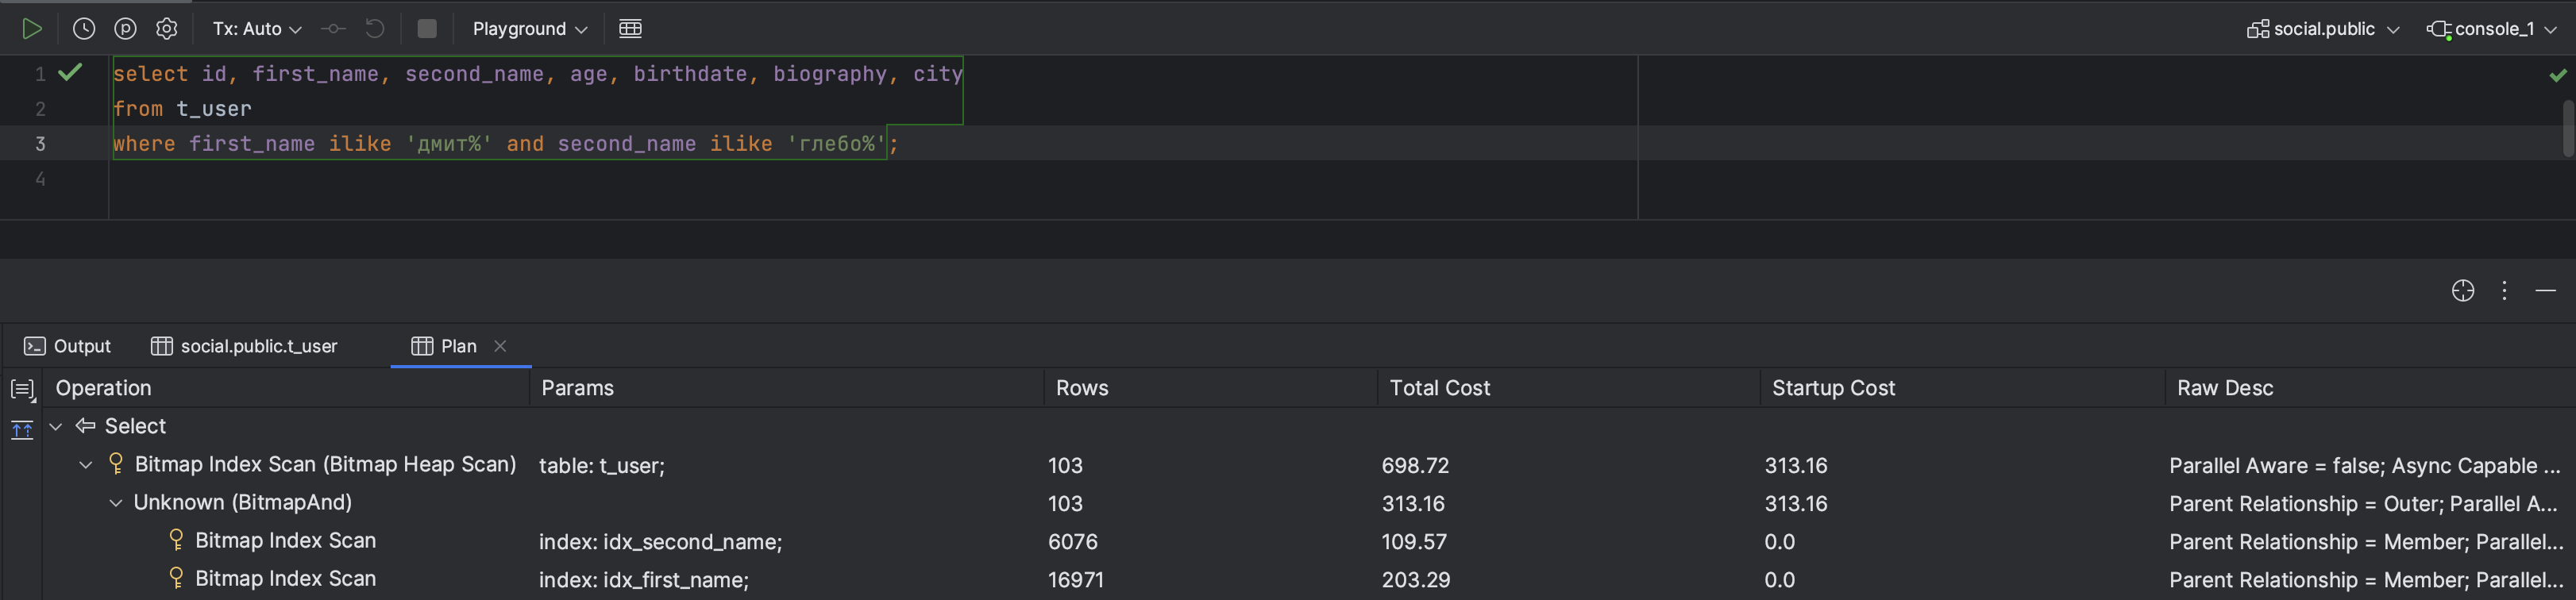 Tx: Auto Playground social.public console_1
1 select id, first_name, second_name, age, birthdate, biography, city
2 from t_user
3 where first_name ilike 'дмит%' and second_name ilike 'глебо%';
4
Output social.public.t_user Plan
Operation Params Rows Total Cost Startup Cost Raw Desc
Select
Bitmap Index Scan (Bitmap Heap Scan) table: t_user; 103 698.72 313.16 Parallel Aware = false; Async Capable ...
Unknown (BitmapAnd) 103 313.16 313.16 Parent Relationship = Outer; Parallel A...
Bitmap Index Scan index: idx_second_name; 6076 109.57 0.0 Parent Relationship = Member; Parallel...
Bitmap Index Scan index: idx_first_name; 16971 203.29 0.0 Parent Relationship = Member; Parallel...